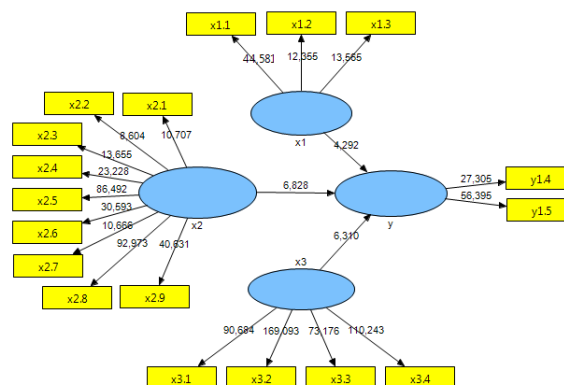 x1.1
x1.2
x1.3
44,581
12,355
13,565
x1
4,292
x2.2
x2.1
x2.3
x2.4
x2.5
x2.6
x2.7
x2.8
x2.9
8,604
10,707
13,655
23,228
86,492
30,593
10,666
92,973
40,631
x2
6,828
y
27,305
56,395
y1.4
y1.5
6,310
x3
90,684
169,093
73,176
110,243
x3.1
x3.2
x3.3
x3.4